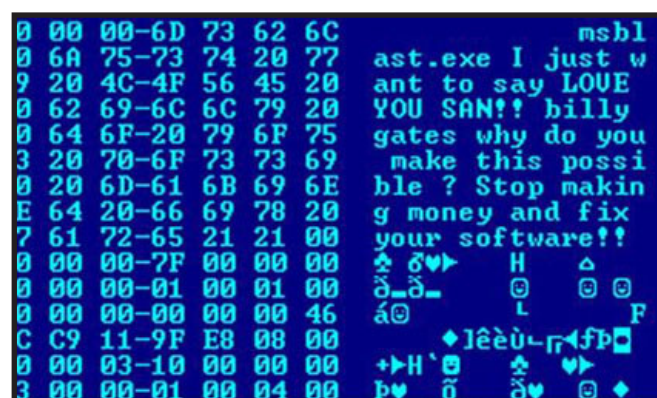 0 00 00-6D 73 62 6C msbl
0 6A 75-73 74 20 77 ast.exe I just w
9 20 4C-4F 56 45 20 ant to say LOVE
0 62 69-6C 6C 79 20 YOU SAN!! billy
0 64 6F-20 79 6F 75 gates why do you
3 20 70-6F 73 73 69 make this possi
0 20 6D-61 6B 69 6E ble ? Stop makin
E 64 20-66 69 78 20 g money and fix
7 61 72-65 21 21 00 your software!!
0 00 00-7F 00 00 00 ♣ ♂♥► H ⌂
0 00 00-01 00 01 00 ð_ð_ ☺ ☺ ☺
0 00 00-00 00 00 46 á☺ └ F
C C9 11-9F E8 08 00 ♦]êèù
0 00 03-10 00 00 00 +►H`☻ ♣ ♥►
3 00 00-01 00 04 00 þ♥ õ ð♥ ☺ ♦